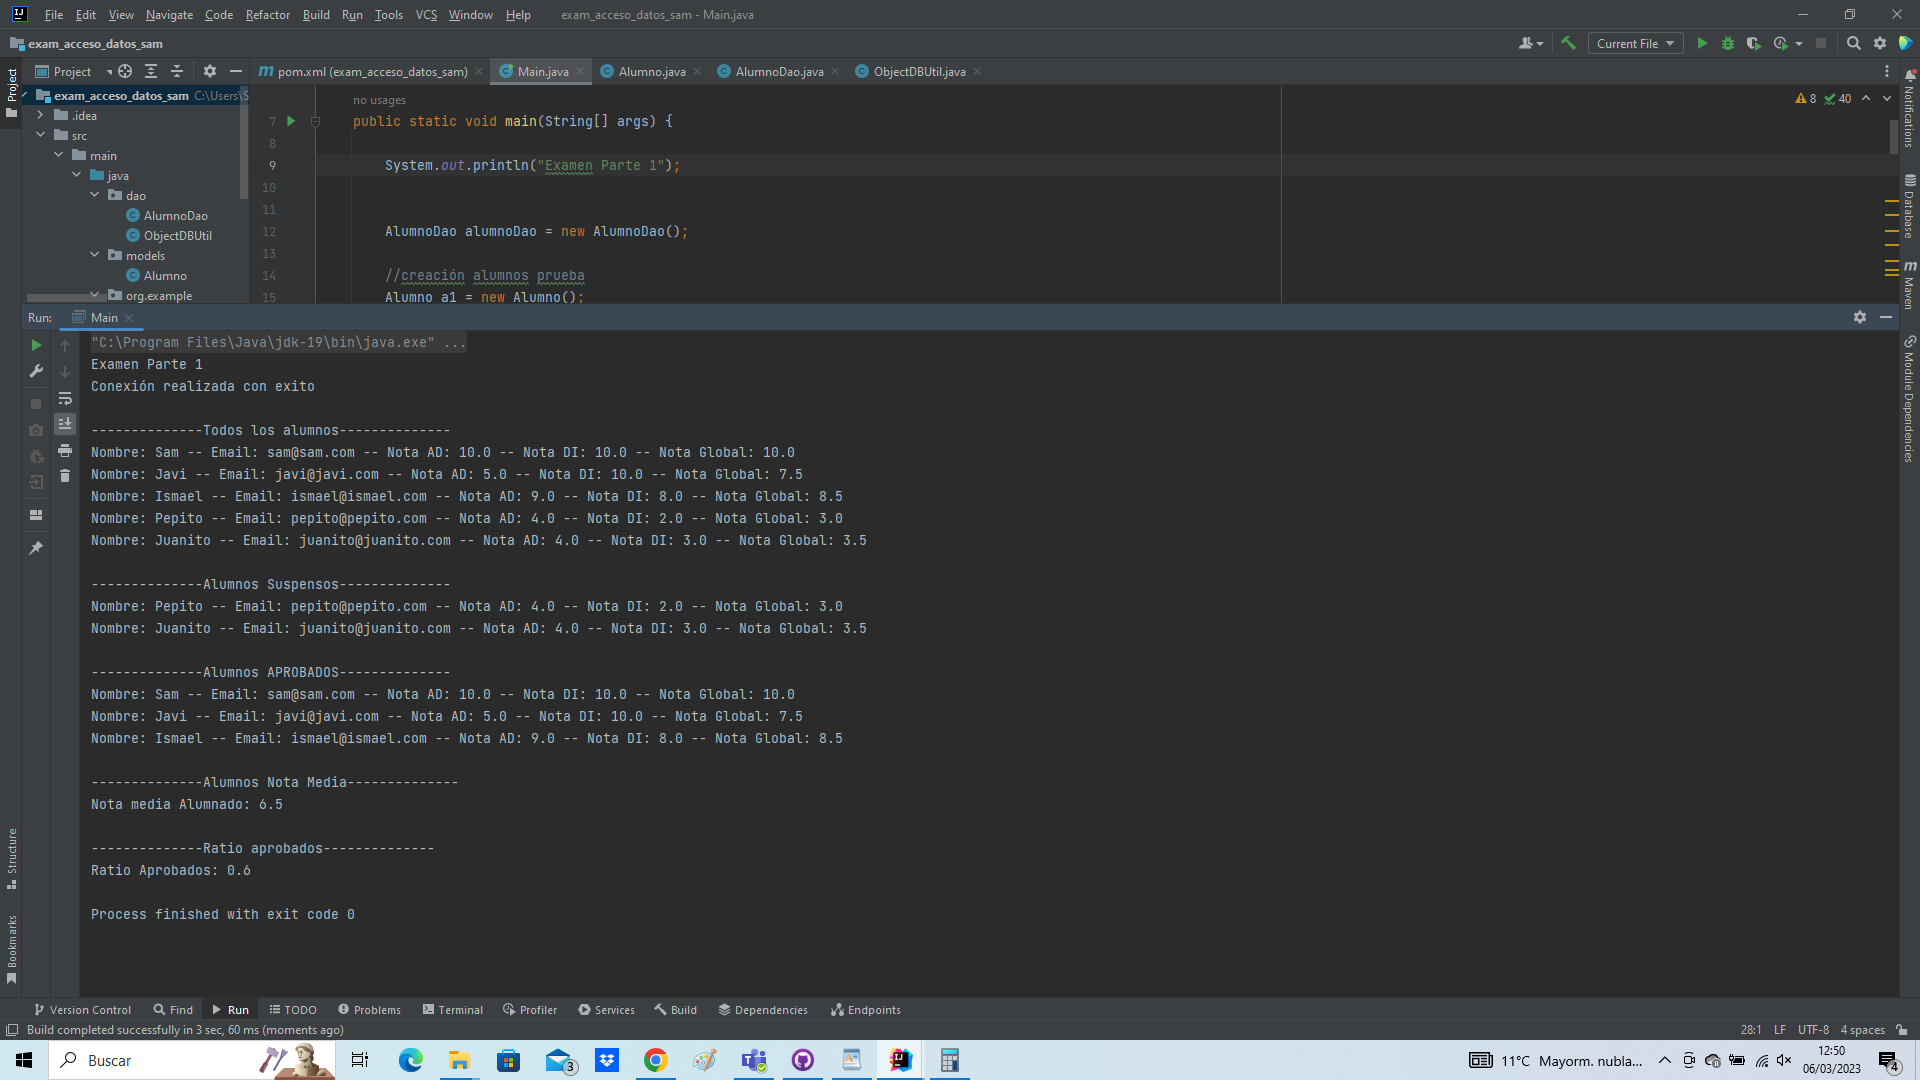 File Edit View Navigate Code Refactor Build Run Tools VCS Window Help exam_acceso_datos_sam - Main.java
exam_acceso_datos_sam
Current File
Project
pom.xml (exam_acceso_datos_sam) Main.java Alumno.java AlumnoDao.java ObjectDBUtil.java
Project
exam_acceso_datos_sam C:\Users\S
.idea
src
main
java
dao
AlumnoDao
ObjectDBUtil
models
Alumno
org.example
no usages
7 public static void main(String[] args) {
8
9 System.out.println("Examen Parte 1");
10
11
12 AlumnoDao alumnoDao = new AlumnoDao();
13
14 //creación alumnos prueba
15 Alumno a1 = new Alumno();
8 40
Notifications
Database
Maven
Module Dependencies
Run: Main
"C:\Program Files\Java\jdk-19\bin\java.exe" ...
Examen Parte 1
Conexión realizada con exito
--------------Todos los alumnos--------------
Nombre: Sam -- Email: sam@sam.com -- Nota AD: 10.0 -- Nota DI: 10.0 -- Nota Global: 10.0
Nombre: Javi -- Email: javi@javi.com -- Nota AD: 5.0 -- Nota DI: 10.0 -- Nota Global: 7.5
Nombre: Ismael -- Email: ismael@ismael.com -- Nota AD: 9.0 -- Nota DI: 8.0 -- Nota Global: 8.5
Nombre: Pepito -- Email: pepito@pepito.com -- Nota AD: 4.0 -- Nota DI: 2.0 -- Nota Global: 3.0
Nombre: Juanito -- Email: juanito@juanito.com -- Nota AD: 4.0 -- Nota DI: 3.0 -- Nota Global: 3.5
--------------Alumnos Suspensos--------------
Nombre: Pepito -- Email: pepito@pepito.com -- Nota AD: 4.0 -- Nota DI: 2.0 -- Nota Global: 3.0
Nombre: Juanito -- Email: juanito@juanito.com -- Nota AD: 4.0 -- Nota DI: 3.0 -- Nota Global: 3.5
--------------Alumnos APROBADOS--------------
Nombre: Sam -- Email: sam@sam.com -- Nota AD: 10.0 -- Nota DI: 10.0 -- Nota Global: 10.0
Nombre: Javi -- Email: javi@javi.com -- Nota AD: 5.0 -- Nota DI: 10.0 -- Nota Global: 7.5
Nombre: Ismael -- Email: ismael@ismael.com -- Nota AD: 9.0 -- Nota DI: 8.0 -- Nota Global: 8.5
--------------Alumnos Nota Media--------------
Nota media Alumnado: 6.5
--------------Ratio aprobados--------------
Ratio Aprobados: 0.6
Process finished with exit code 0
Structure
Bookmarks
Version Control Find Run TODO Problems Terminal Profiler Services Build Dependencies Endpoints
Build completed successfully in 3 sec, 60 ms (moments ago)
28:1 LF UTF-8 4 spaces
Buscar
3
11°C Mayorm. nubla...
12:50
06/03/2023
4